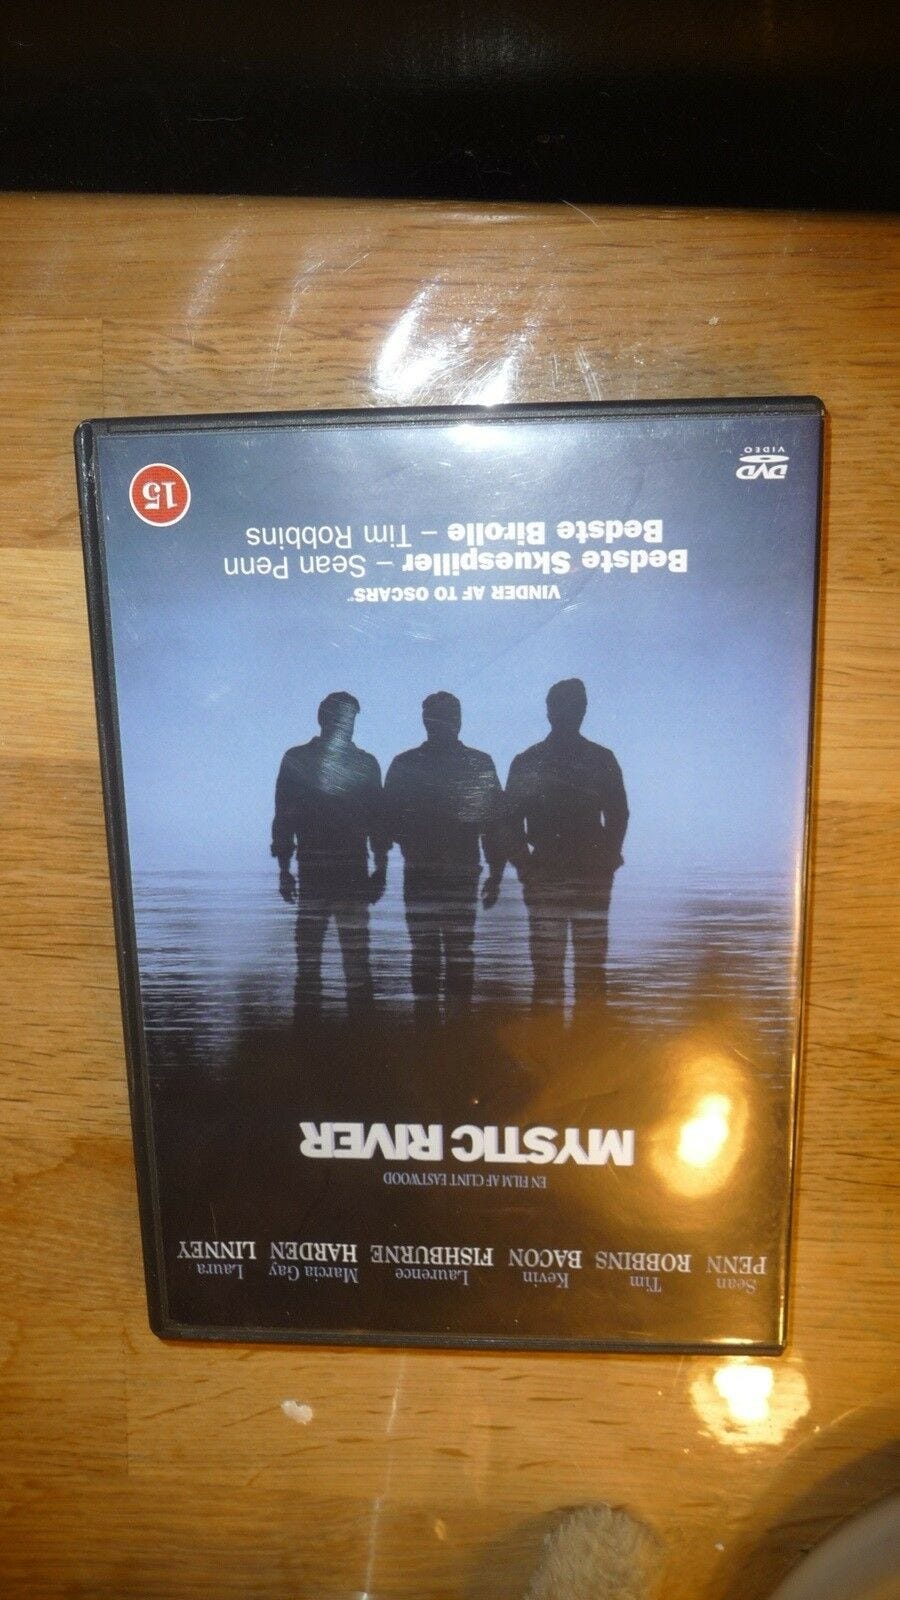 Sean Tim Kevin Laurence Marcia Gay Laura
PENN ROBBINS BACON FISHBURNE HARDEN LINNEY
EN FILM AF CLINT EASTWOOD
MYSTIC RIVER
VINDER AF TO OSCARS®
Bedste Skuespiller – Sean Penn
Bedste Birolle – Tim Robbins
DVD
VIDEO
15